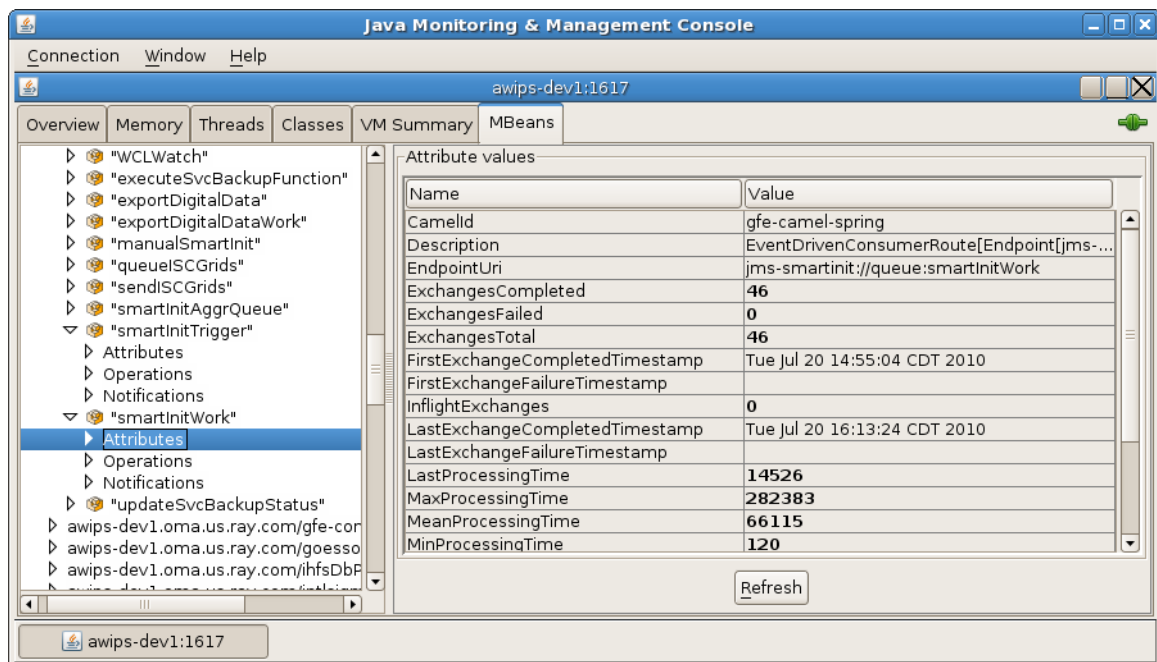 Java Monitoring & Management Console
Connection Window Help
awips-dev1:1617
Overview Memory Threads Classes VM Summary MBeans
"WCLWatch"
"executeSvcBackupFunction"
"exportDigitalData"
"exportDigitalDataWork"
"manualSmartInit"
"queueISCGrids"
"sendISCGrids"
"smartInitAggrQueue"
"smartInitTrigger"
Attributes
Operations
Notifications
"smartInitWork"
Attributes
Operations
Notifications
"updateSvcBackupStatus"
awips-dev1.oma.us.ray.com/gfe-con
awips-dev1.oma.us.ray.com/goesso
awips-dev1.oma.us.ray.com/ihfsDbP
Attribute values
Name Value
CamelId gfe-camel-spring
Description EventDrivenConsumerRoute[Endpoint[jms-...
EndpointUri jms-smartinit://queue:smartInitWork
ExchangesCompleted 46
ExchangesFailed 0
ExchangesTotal 46
FirstExchangeCompletedTimestamp Tue Jul 20 14:55:04 CDT 2010
FirstExchangeFailureTimestamp
InflightExchanges 0
LastExchangeCompletedTimestamp Tue Jul 20 16:13:24 CDT 2010
LastExchangeFailureTimestamp
LastProcessingTime 14526
MaxProcessingTime 282383
MeanProcessingTime 66115
MinProcessingTime 120
Refresh
awips-dev1:1617